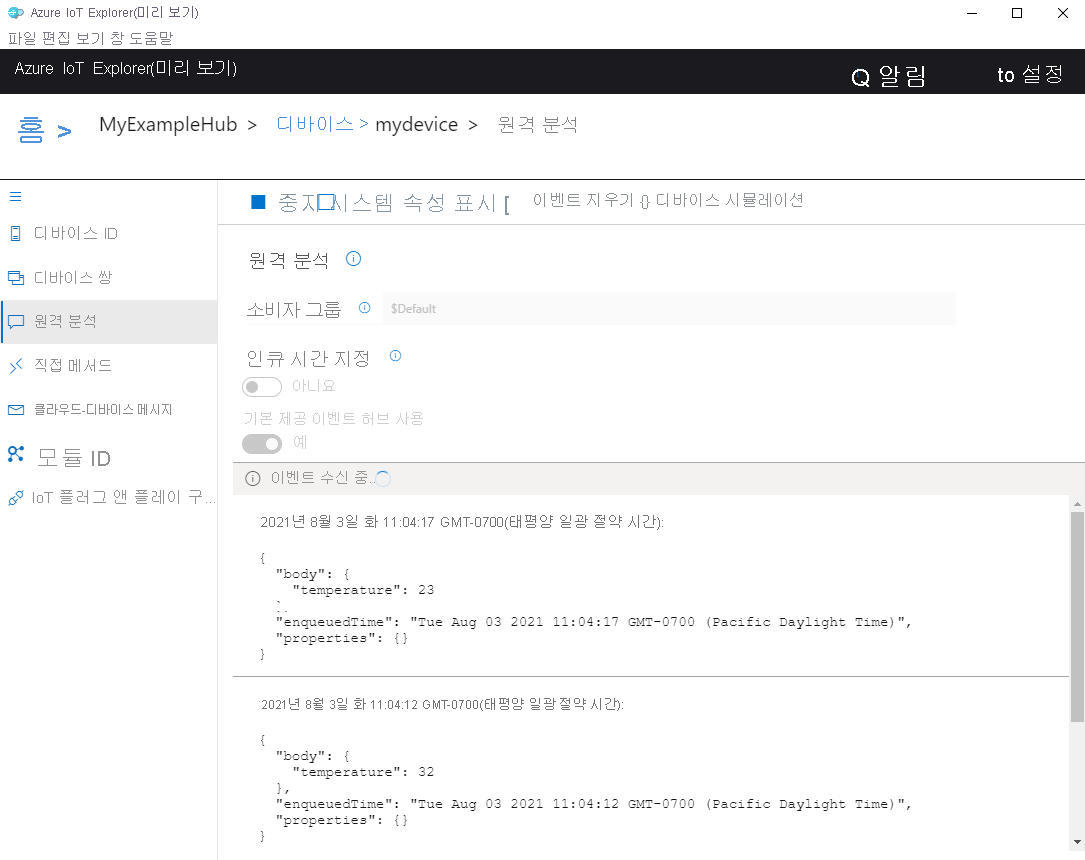 Azure IoT Explorer(미리 보기)
파일 편집 보기 창 도움말
Azure IoT Explorer(미리 보기)
Q 알림 to 설정
홈 > MyExampleHub > 디바이스 > mydevice > 원격 분석
중지 시스템 속성 표시 [ 이벤트 지우기 {} 디바이스 시뮬레이션
디바이스 ID
디바이스 쌍
원격 분석
직접 메서드
클라우드-디바이스 메시지
모듈 ID
IoT 플러그 앤 플레이 구...
원격 분석
소비자 그룹 $Default
인큐 시간 지정
아니요
기본 제공 이벤트 허브 사용
예
이벤트 수신 중..
2021년 8월 3일 화 11:04:17 GMT-0700(태평양 일광 절약 시간):
{
"body": {
"temperature": 23
`.
"enqueuedTime": "Tue Aug 03 2021 11:04:17 GMT-0700 (Pacific Daylight Time)",
"properties": {}
}
2021년 8월 3일 화 11:04:12 GMT-0700(태평양 일광 절약 시간):
{
"body": {
"temperature": 32
},
"enqueuedTime": "Tue Aug 03 2021 11:04:12 GMT-0700 (Pacific Daylight Time)",
"properties": {}
}